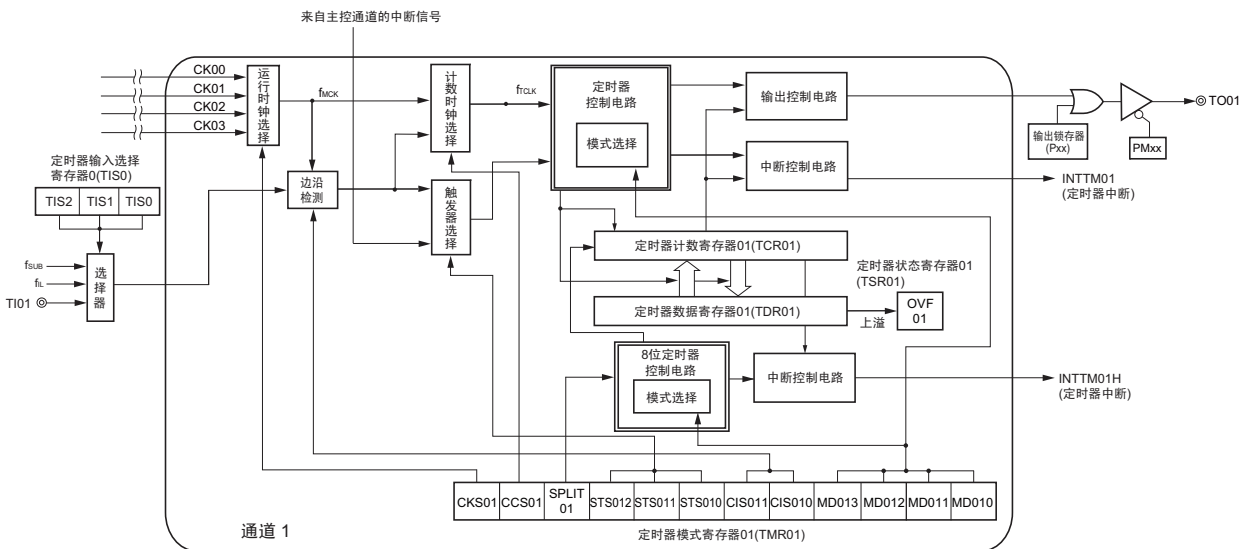 来自主控通道的中断信号
CK00
CK01
CK02
CK03
运行时钟选择
fMCK
计数时钟选择
fTCLK
定时器
控制电路
模式选择
输出控制电路
输出锁存器
(Pxx)
PMxx
TO01
中断控制电路
INTTM01
(定时器中断)
定时器输入选择
寄存器0(TIS0)
TIS2
TIS1
TIS0
边沿
检测
触发器选择
fSUB
fIL
TI01
选择器
定时器计数寄存器01(TCR01)
定时器状态寄存器01
(TSR01)
定时器数据寄存器01(TDR01)
上溢
OVF
01
8位定时器
控制电路
模式选择
中断控制电路
INTTM01H
(定时器中断)
CKS01
CCS01
SPLIT
01
STS012
STS011
STS010
CIS011
CIS010
MD013
MD012
MD011
MD010
通道 1
定时器模式寄存器01(TMR01)